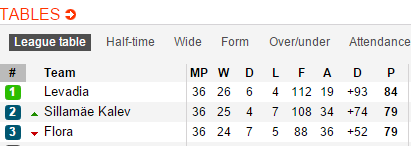 TABLES
League table Half-time Wide Form Over/under Attendance
# Team MP W D L F A D P
1 Levadia 36 26 6 4 112 19 +93 84
2 Sillamäe Kalev 36 25 4 7 108 34 +74 79
3 Flora 36 24 7 5 88 36 +52 79